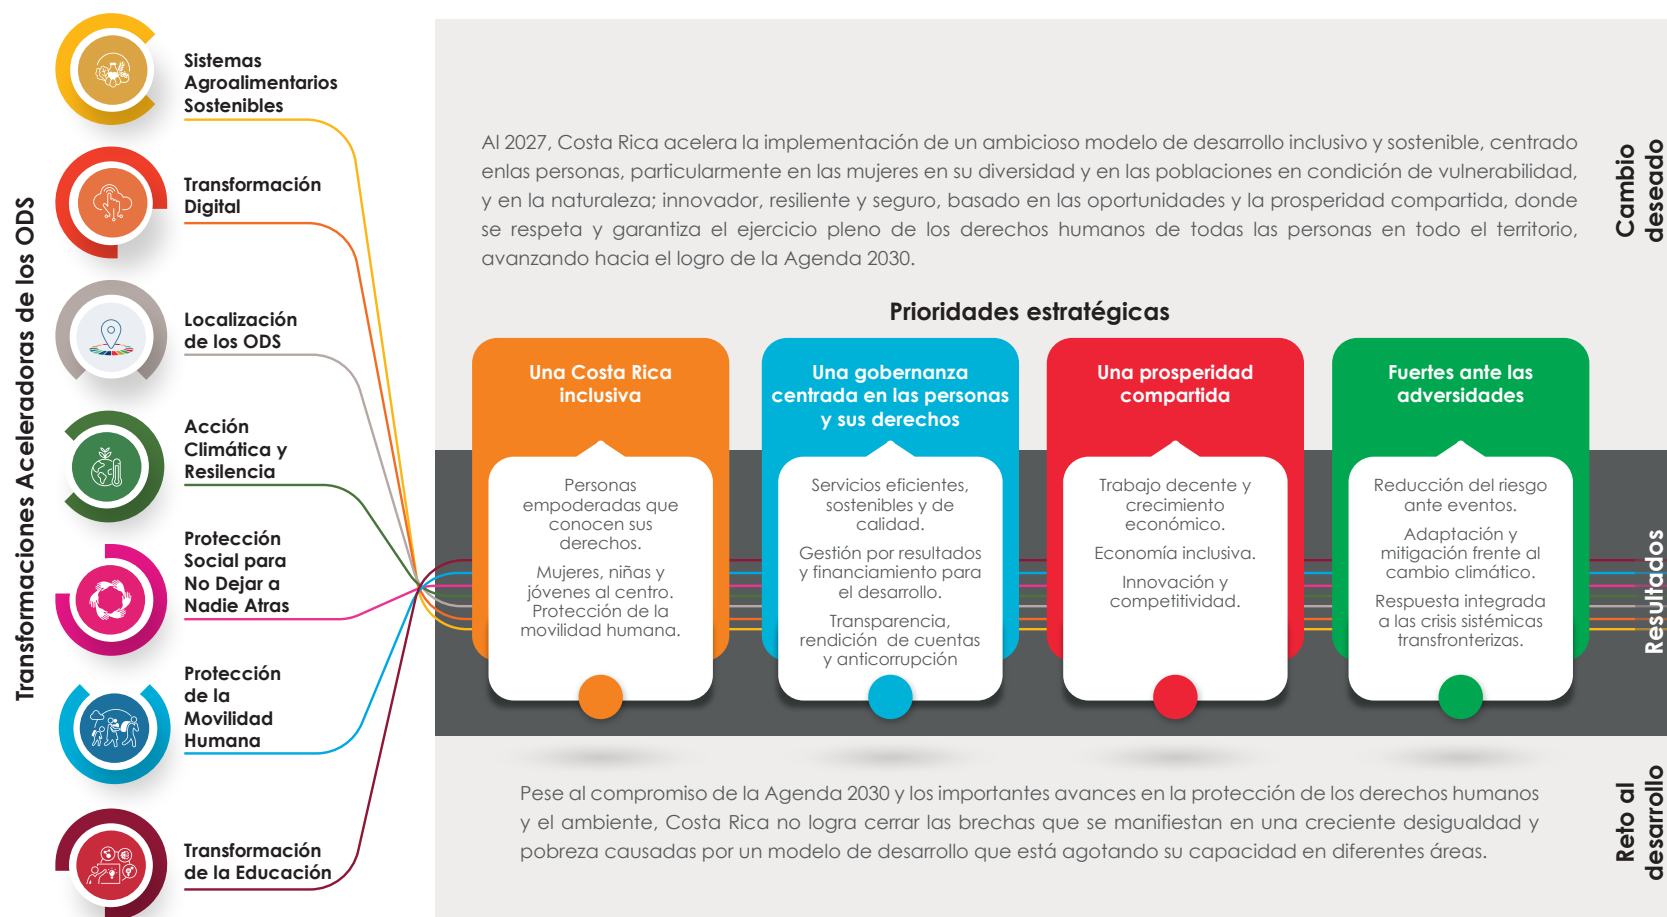 Transformaciones Aceleradoras de los ODS
Sistemas
Agroalimentarios
Sostenibles
Transformación
Digital
Localización
de los ODS
Acción
Climática y
Resilencia
Protección
Social para
No Dejar a
Nadie Atras
Protección
de la
Movilidad
Humana
Transformación
de la Educación
Al 2027, Costa Rica acelera la implementación de un ambicioso modelo de desarrollo inclusivo y sostenible, centrado
enlas personas, particularmente en las mujeres en su diversidad y en las poblaciones en condición de vulnerabilidad,
y en la naturaleza; innovador, resiliente y seguro, basado en las oportunidades y la prosperidad compartida, donde
se respeta y garantiza el ejercicio pleno de los derechos humanos de todas las personas en todo el territorio,
avanzando hacia el logro de la Agenda 2030.
Cambio
deseado
Prioridades estratégicas
Una Costa Rica
inclusiva
Personas
empoderadas que
conocen sus
derechos.
Mujeres, niñas y
jóvenes al centro.
Protección de la
movilidad humana.
Una gobernanza
centrada en las personas
y sus derechos
Servicios eficientes,
sostenibles y de
calidad.
Gestión por resultados
y financiamiento para
el desarrollo.
Transparencia,
rendición de cuentas
y anticorrupción
Una prosperidad
compartida
Trabajo decente y
crecimiento
económico.
Economía inclusiva.
Innovación y
competitividad.
Fuertes ante las
adversidades
Reducción del riesgo
ante eventos.
Adaptación y
mitigación frente al
cambio climático.
Respuesta integrada
a las crisis sistémicas
transfronterizas.
Resultados
Pese al compromiso de la Agenda 2030 y los importantes avances en la protección de los derechos humanos
y el ambiente, Costa Rica no logra cerrar las brechas que se manifiestan en una creciente desigualdad y
pobreza causadas por un modelo de desarrollo que está agotando su capacidad en diferentes áreas.
Reto al
desarrollo